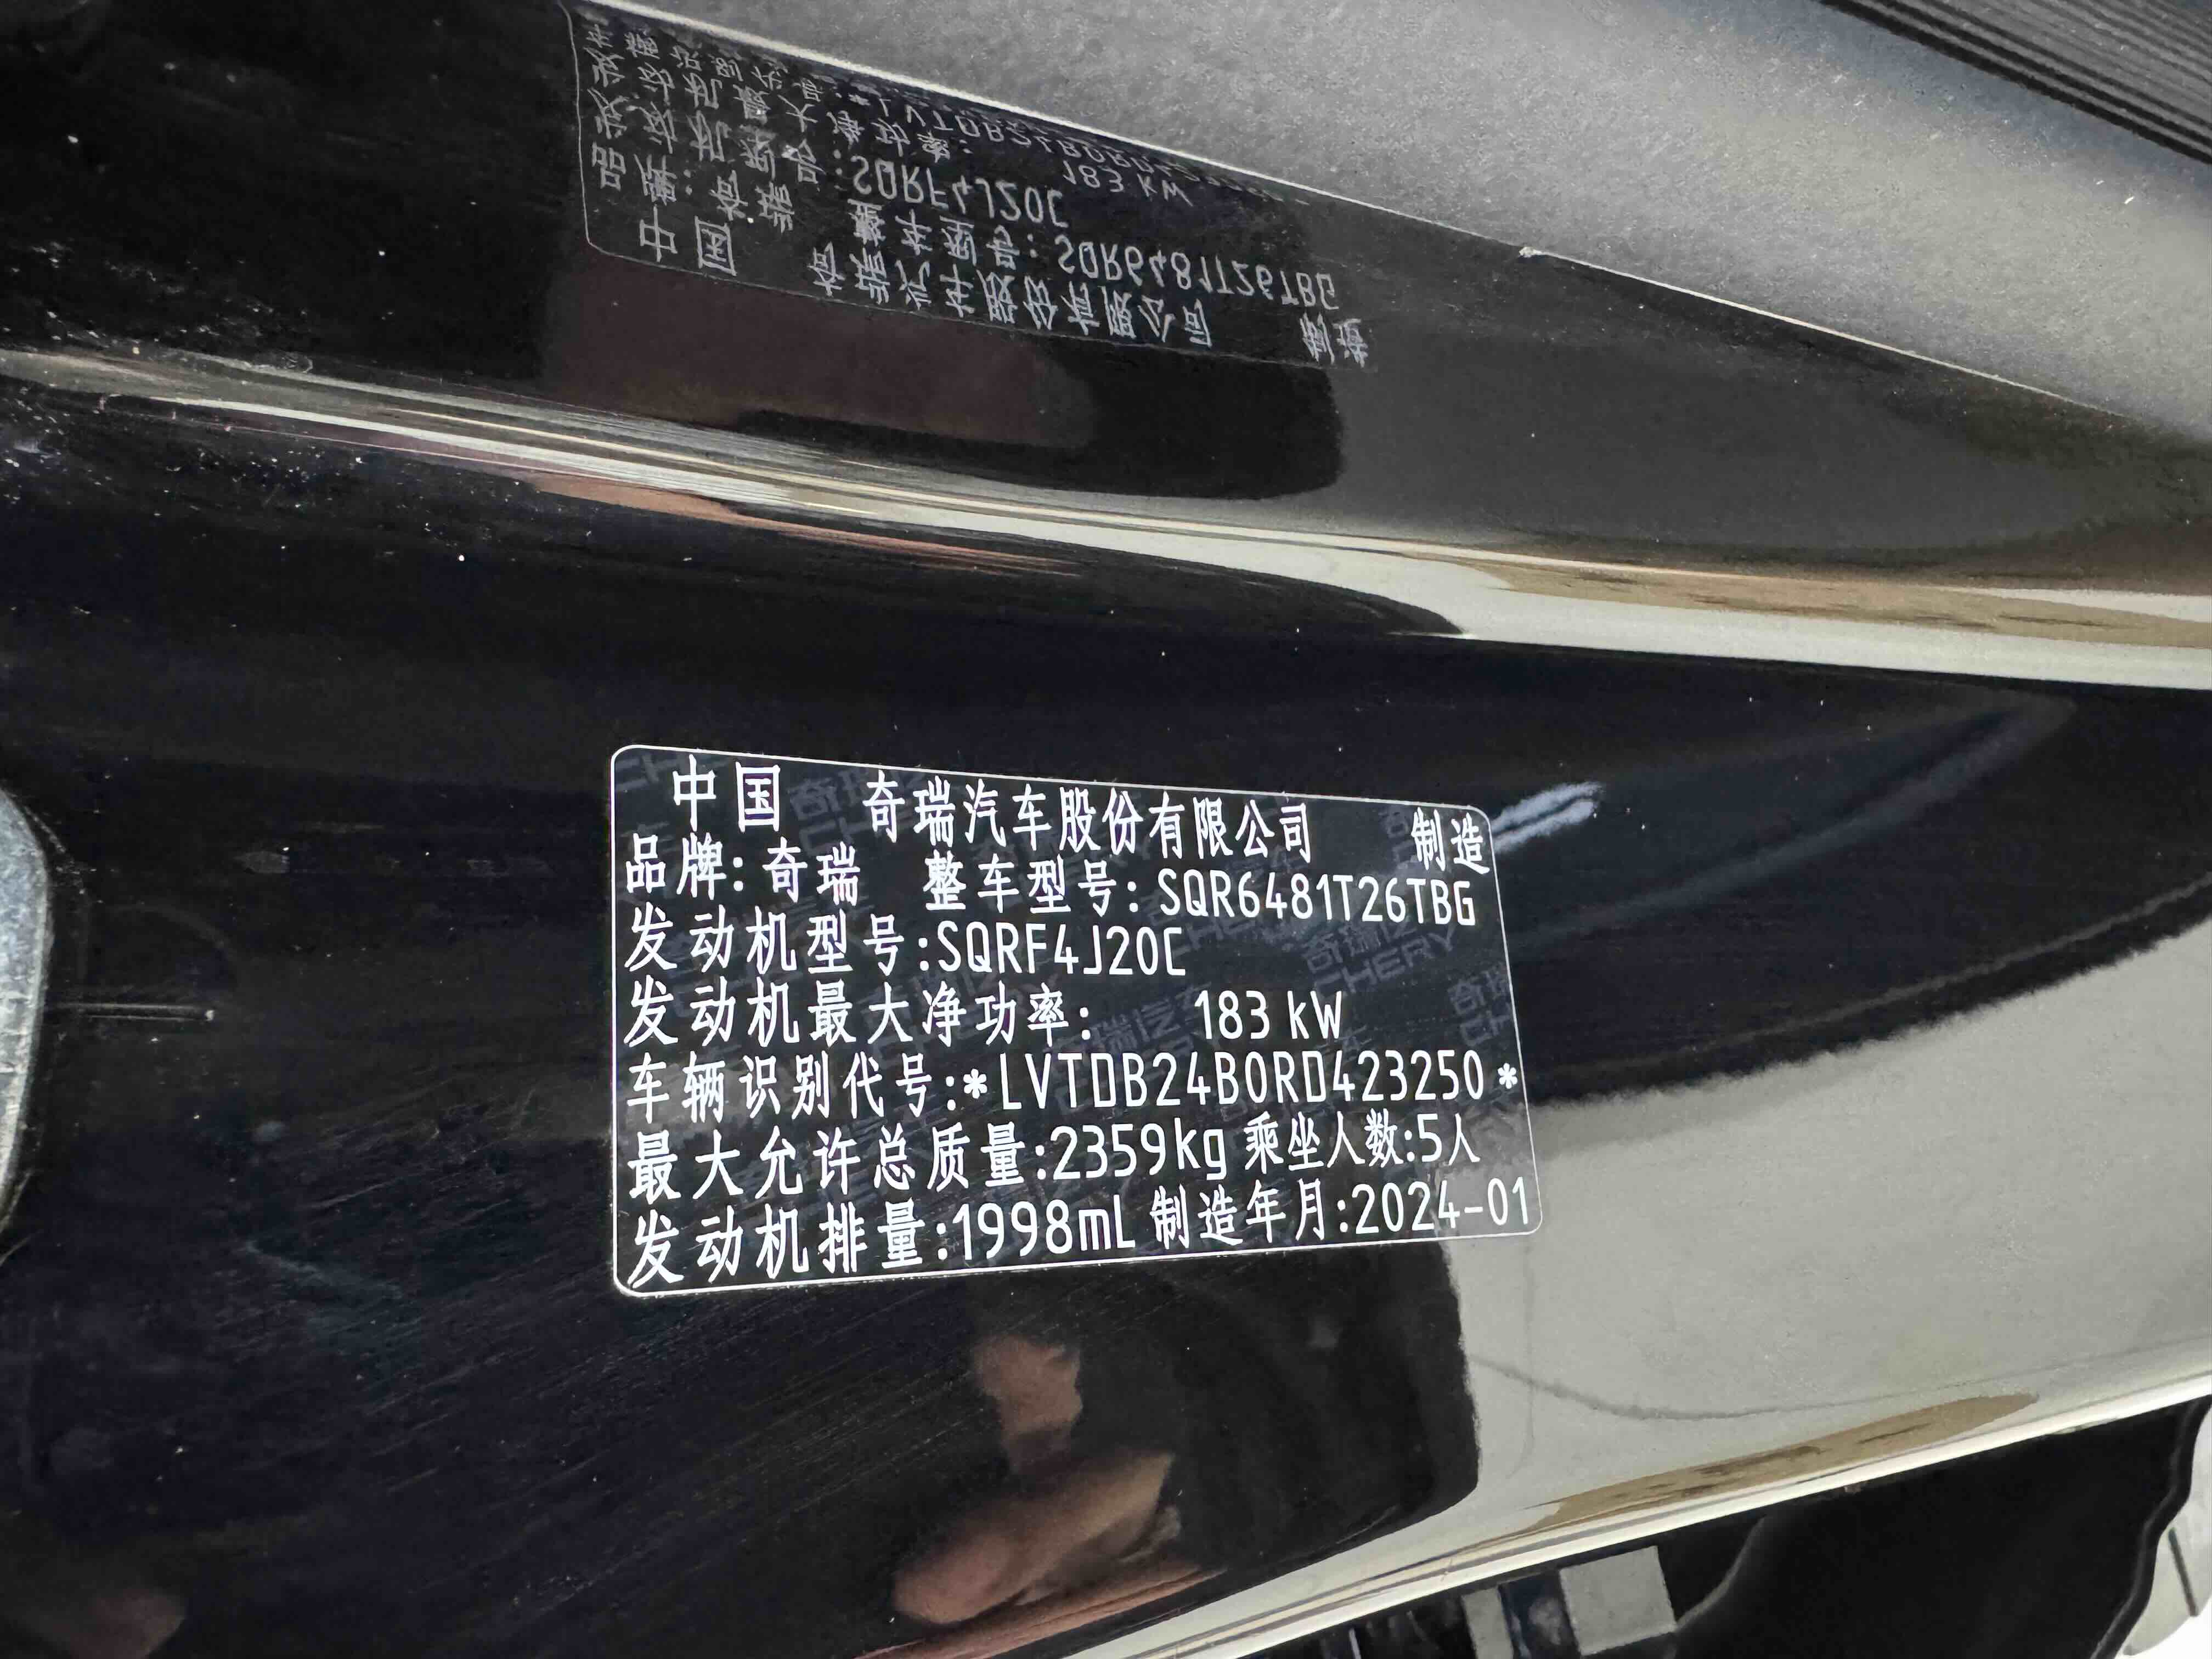 中国 奇瑞汽车股份有限公司 制造
品牌:奇瑞 整车型号:SQR6481T26TBG
发动机型号:SQRF4J20C
发动机最大净功率: 183 kW
车辆识别代号:*LVTDB24B0RD423250*
最大允许总质量:2359kg 乘坐人数:5人
发动机排量:1998mL 制造年月:2024-01